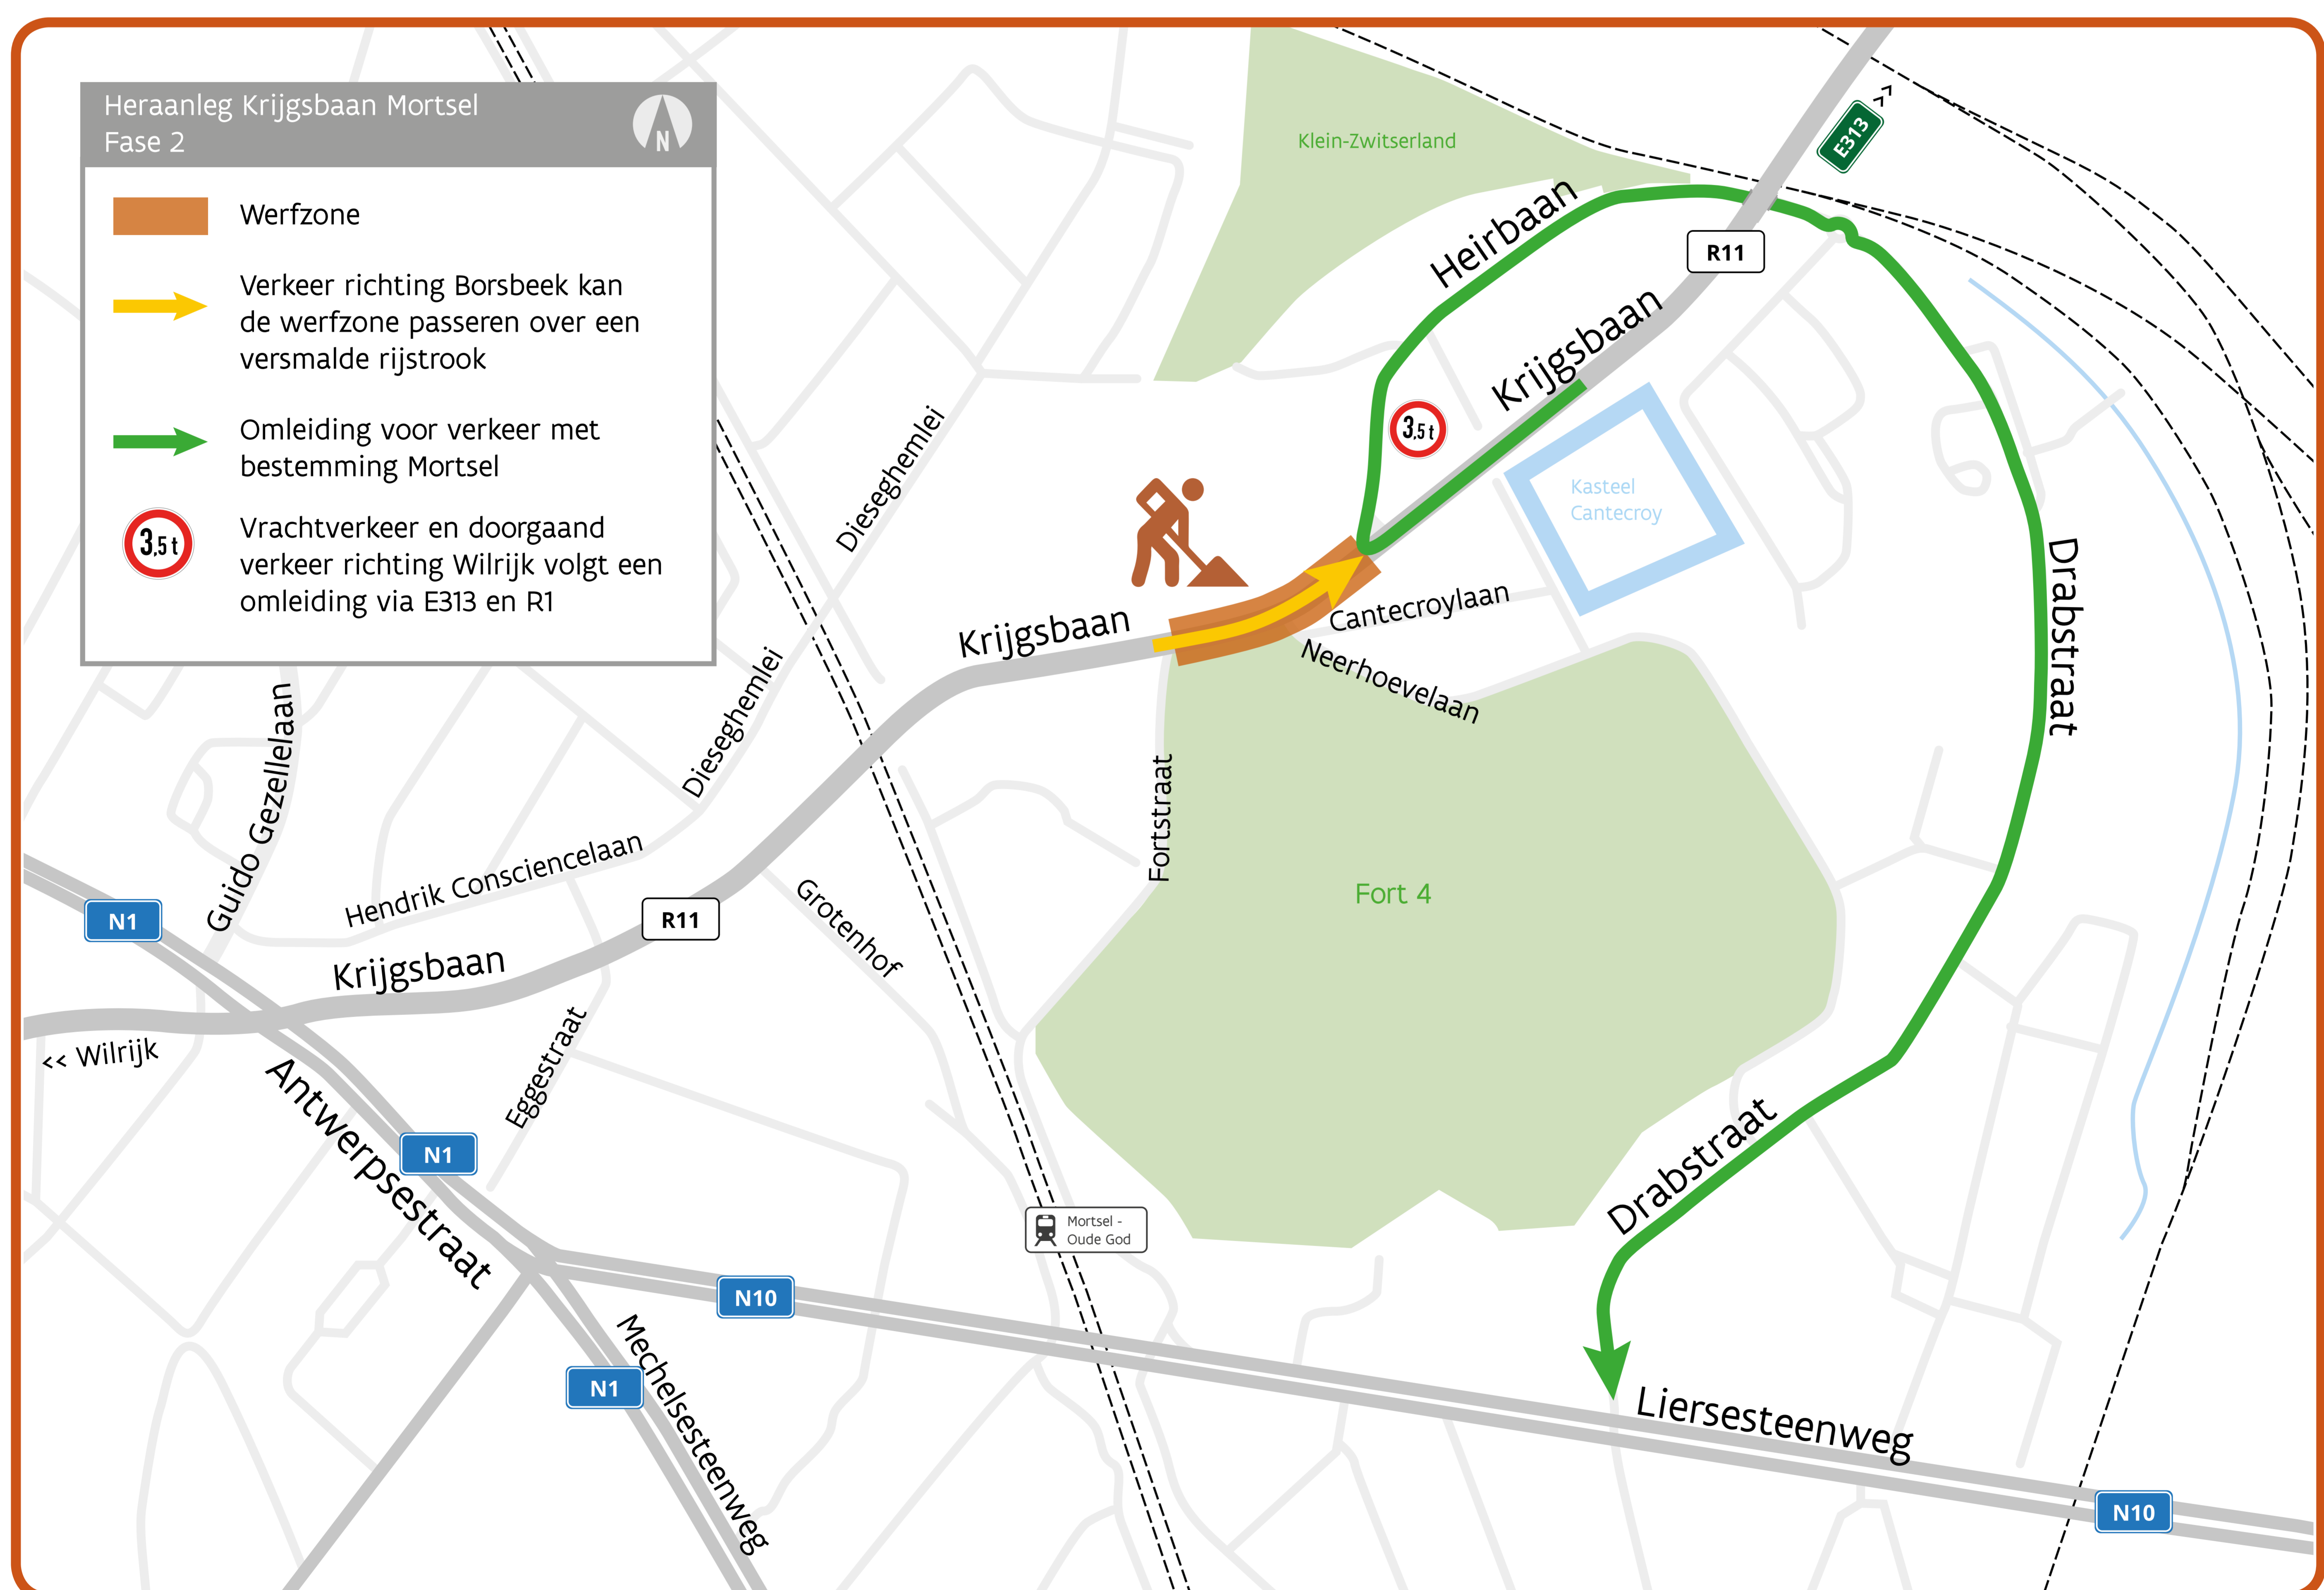 Heraanleg Krijgsbaan Mortsel
Fase 2
N
Werfzone
Verkeer richting Borsbeek kan
de werfzone passeren over een
versmalde rijstrook
Omleiding voor verkeer met
bestemming Mortsel
3,5 t
Vrachtverkeer en doorgaand
verkeer richting Wilrijk volgt een
omleiding via E313 en R1
Klein-Zwitserland
E313
>>
Heirbaan
R11
Krijgsbaan
3,5 t
Kasteel
Cantecroy
Dieseghemlei
Krijgsbaan
Cantecroylaan
Neerhoevelaan
Drabstraat
Dieseghemlei
Guido Gezellelaan
Fortstraat
Hendrik Consciencelaan
Fort 4
N1
R11
Grotenhof
Krijgsbaan
<< Wilrijk
Eggestraat
Antwerpsestraat
N1
Drabstraat
Mortsel -
Oude God
N10
Mechelsesteenweg
N1
Liersesteenweg
N10